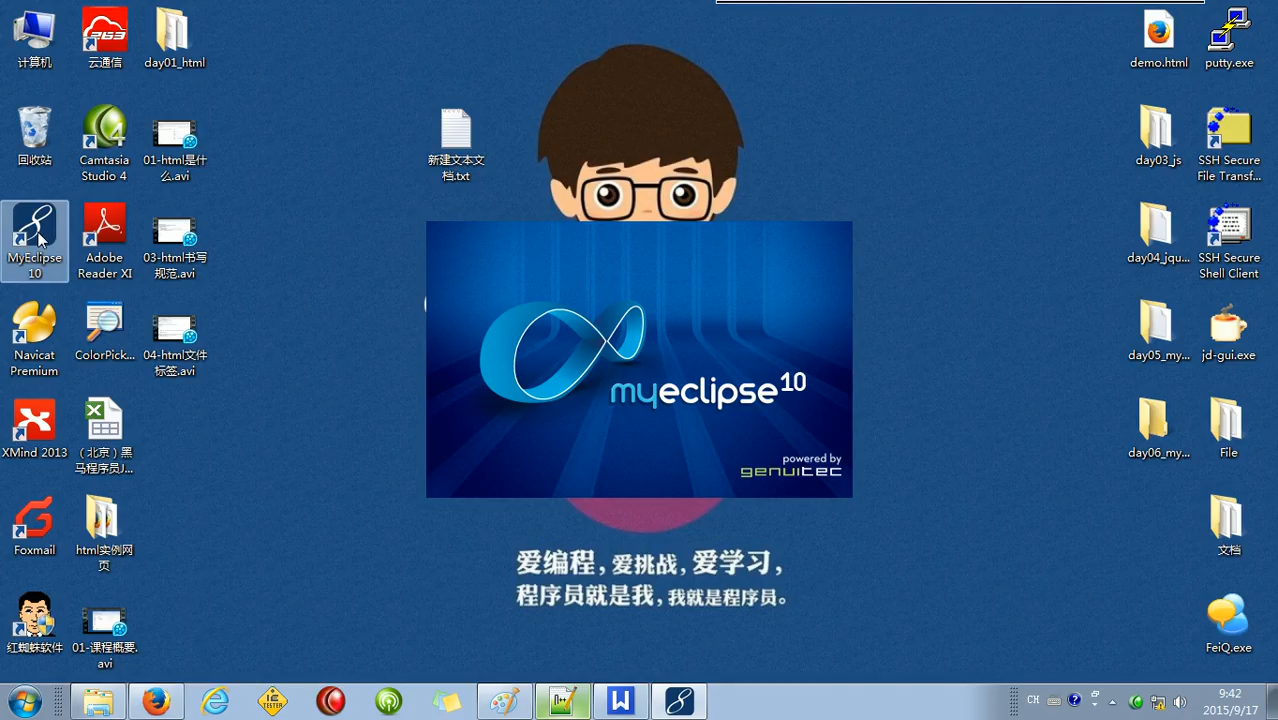 计算机
云通信
day01_html
回收站
Camtasia
Studio 4
01-html是什
么.avi
MyEclipse
10
Adobe
Reader XI
03-html书写
规范.avi
Navicat
Premium
ColorPick...
04-html文件
标签.avi
XMind 2013
（北京）黑
马程序员J...
Foxmail
html实例网
页
红蜘蛛软件
01-课程概要.
avi
新建文本文
档.txt
myeclipse10
powered by
genuitec
爱编程，爱挑战，爱学习，
程序员就是我，我就是程序员。
demo.html
putty.exe
day03_js
SSH Secure
File Transf...
day04_jqu...
SSH Secure
Shell Client
day05_my...
jd-gui.exe
day06_my...
File
文档
FeiQ.exe
IE
TESTER
W
CH
9:42
2015/9/17